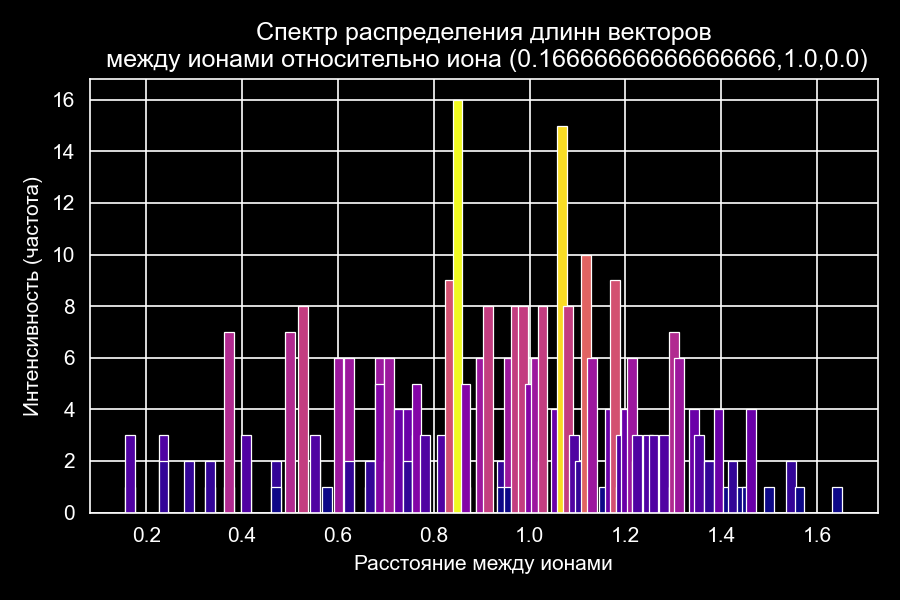 Спектр распределения длинн векторов
между ионами относительно иона (0.16666666666666666,1.0,0.0)
16
14
12
10
8
6
4
2
0
Интенсивность (частота)
0.2 0.4 0.6 0.8 1.0 1.2 1.4 1.6
Расстояние между ионами